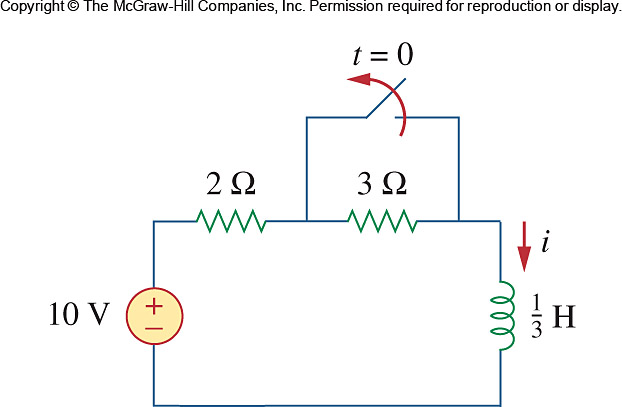 Copyright © The McGraw-Hill Companies, Inc. Permission required for reproduction or display.
t = 0
2 Ω
3 Ω
i
10 V
+
−
1/3 H